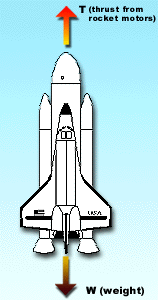 T (thrust from
rocket motors)
USA
W (weight)